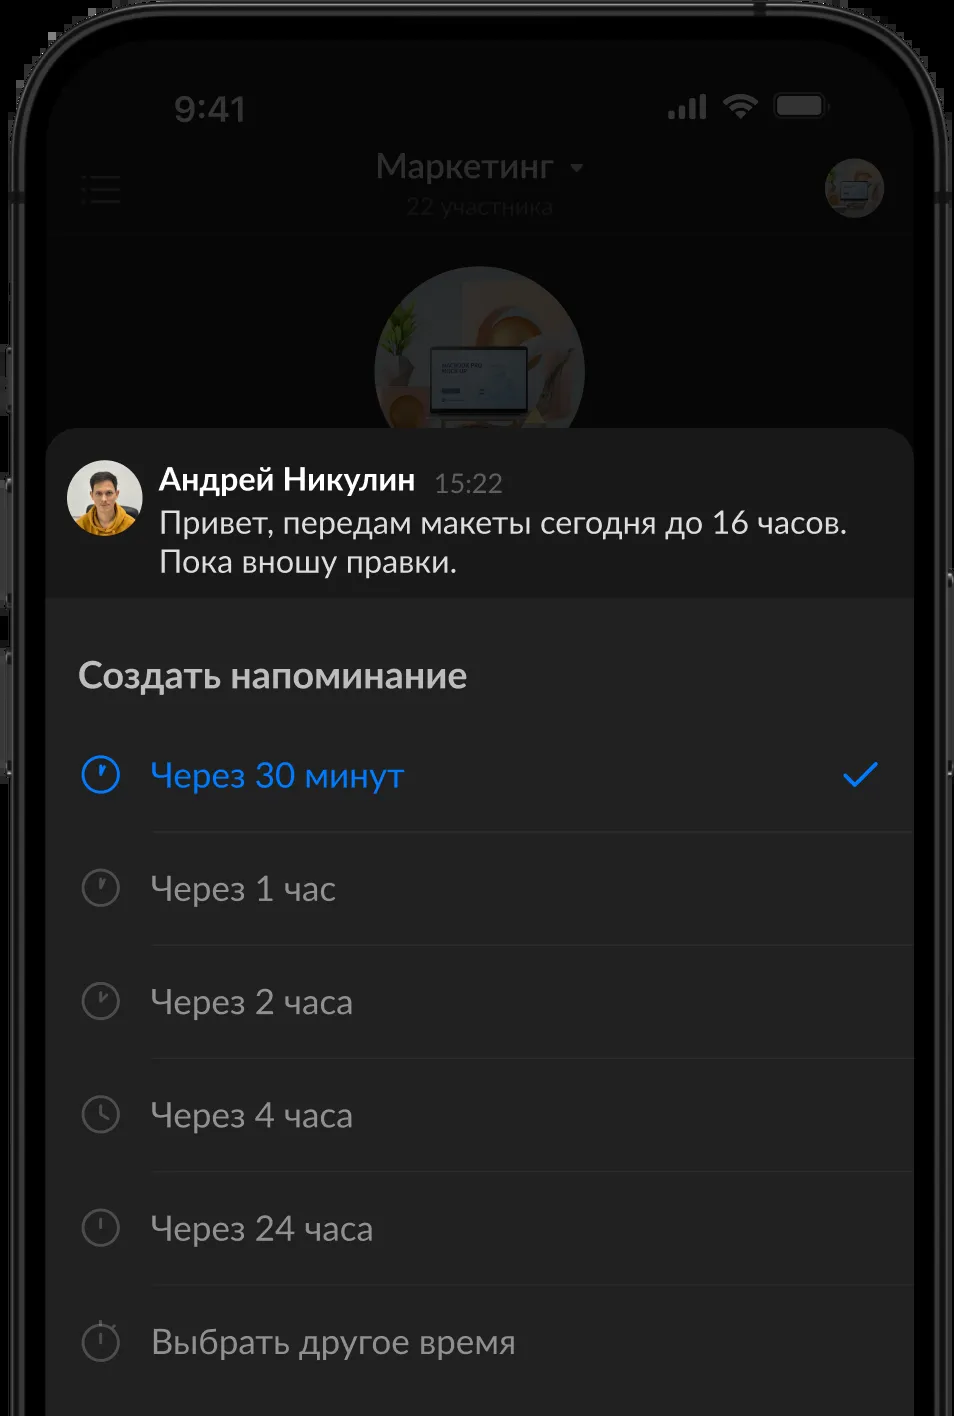 9:41
Маркетинг
22 участника
Андрей Никулин 15:22
Привет, передам макеты сегодня до 16 часов.
Пока вношу правки.
Создать напоминание
Через 30 минут
Через 1 час
Через 2 часа
Через 4 часа
Через 24 часа
Выбрать другое время